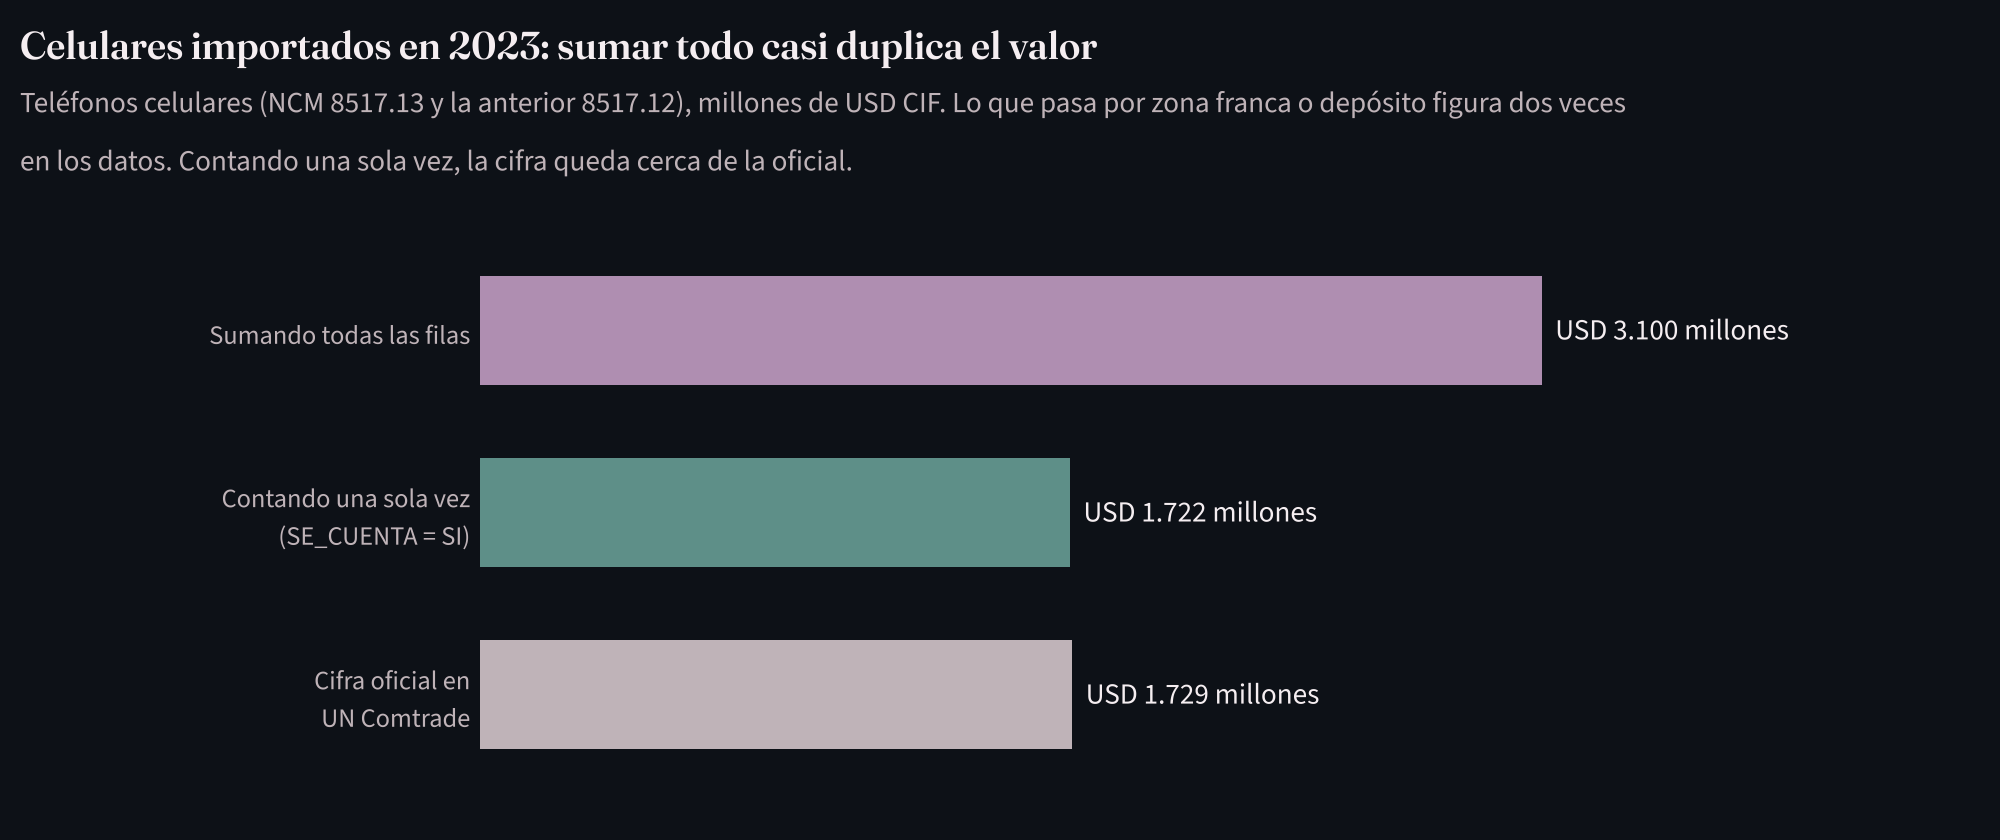 Celulares importados en 2023: sumar todo casi duplica el valor
Teléfonos celulares (NCM 8517.13 y la anterior 8517.12), millones de USD CIF. Lo que pasa por zona franca o depósito figura dos veces
en los datos. Contando una sola vez, la cifra queda cerca de la oficial.
Sumando todas las filas
USD 3.100 millones
Contando una sola vez
(SE_CUENTA = SI)
USD 1.722 millones
Cifra oficial en
UN Comtrade
USD 1.729 millones